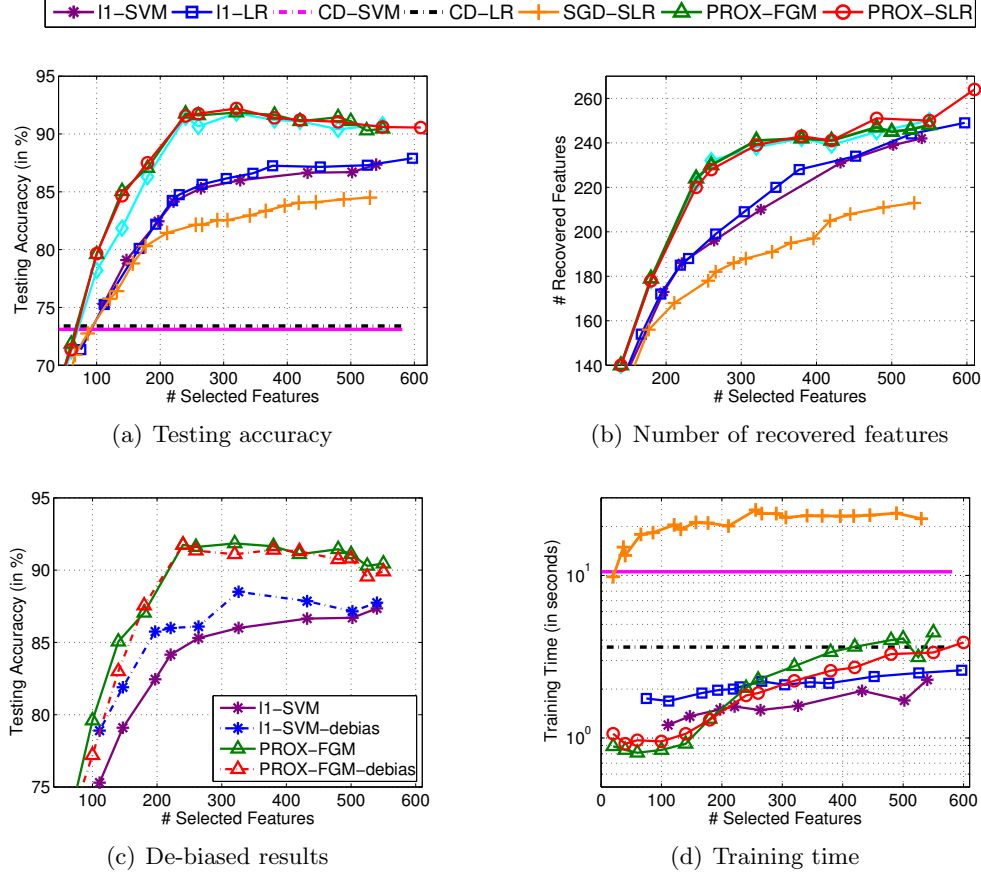 l1-SVM l1-LR CD-SVM CD-LR SGD-SLR PROX-FGM PROX-SLR
95
90
85
80
75
70
Testing Accuracy (in %)
100 200 300 400 500 600
# Selected Features
(a) Testing accuracy
260
240
220
200
180
160
140
# Recovered Features
200 300 400 500 600
# Selected Features
(b) Number of recovered features
95
90
85
80
75
Testing Accuracy (in %)
l1-SVM
l1-SVM-debias
PROX-FGM
PROX-FGM-debias
100 200 300 400 500 600
# Selected Features
(c) De-biased results
10^1
10^0
Training Time (in seconds)
0 100 200 300 400 500 600
# Selected Features
(d) Training time